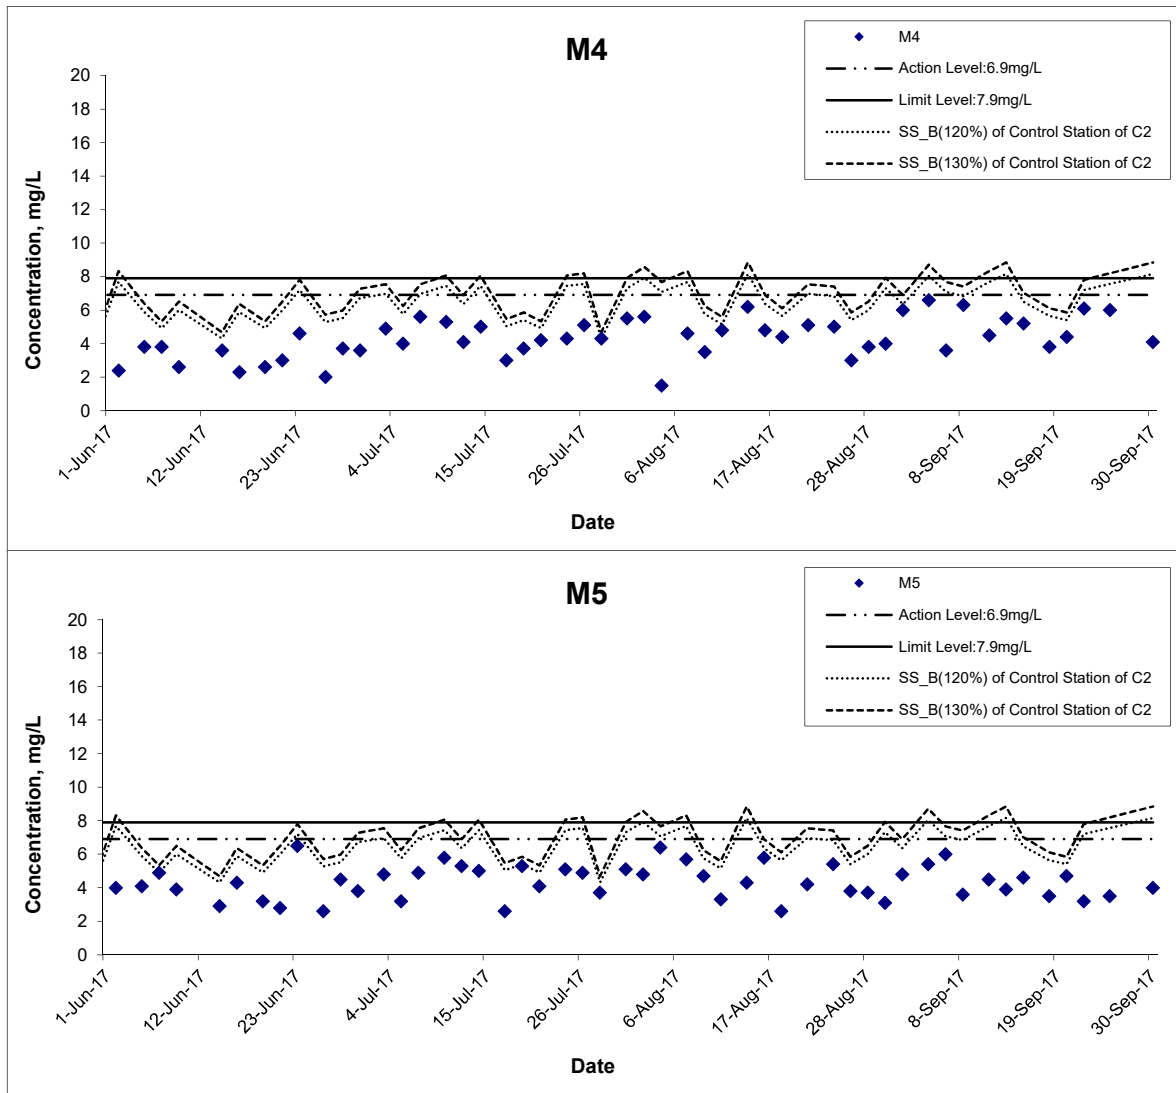 M4
M4
Action Level:6.9mg/L
Limit Level:7.9mg/L
SS_B(120%) of Control Station of C2
SS_B(130%) of Control Station of C2
Concentration, mg/L
20
18
16
14
12
10
8
6
4
2
0
1-Jun-17
12-Jun-17
23-Jun-17
4-Jul-17
15-Jul-17
26-Jul-17
6-Aug-17
17-Aug-17
28-Aug-17
8-Sep-17
19-Sep-17
30-Sep-17
Date
M5
M5
Action Level:6.9mg/L
Limit Level:7.9mg/L
SS_B(120%) of Control Station of C2
SS_B(130%) of Control Station of C2
Concentration, mg/L
20
18
16
14
12
10
8
6
4
2
0
1-Jun-17
12-Jun-17
23-Jun-17
4-Jul-17
15-Jul-17
26-Jul-17
6-Aug-17
17-Aug-17
28-Aug-17
8-Sep-17
19-Sep-17
30-Sep-17
Date